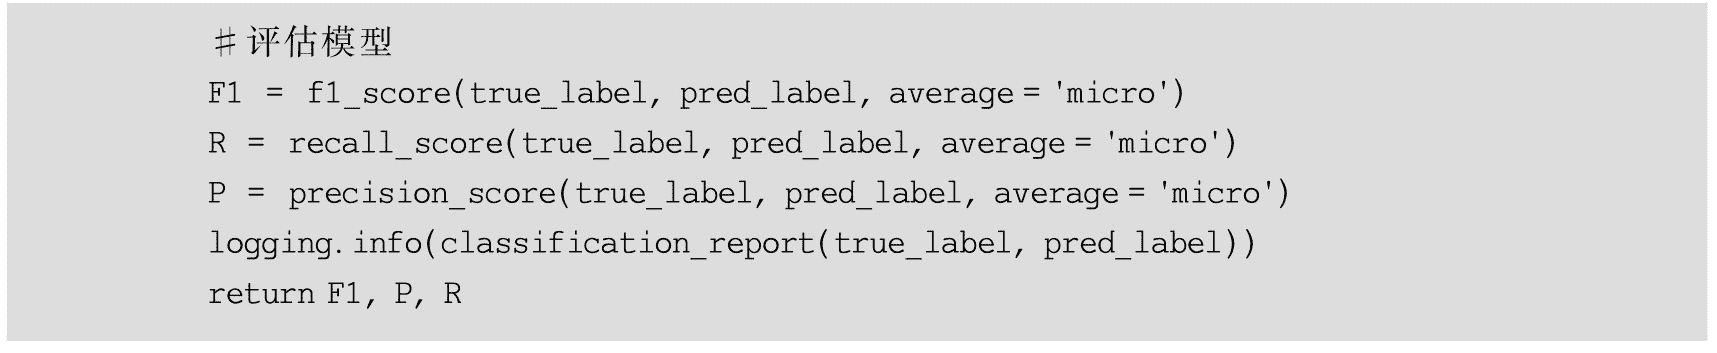 #评估模型
F1 = f1_score(true_label, pred_label, average = 'micro')
R = recall_score(true_label, pred_label, average = 'micro')
P = precision_score(true_label, pred_label, average = 'micro')
logging.info(classification_report(true_label, pred_label))
return F1, P, R